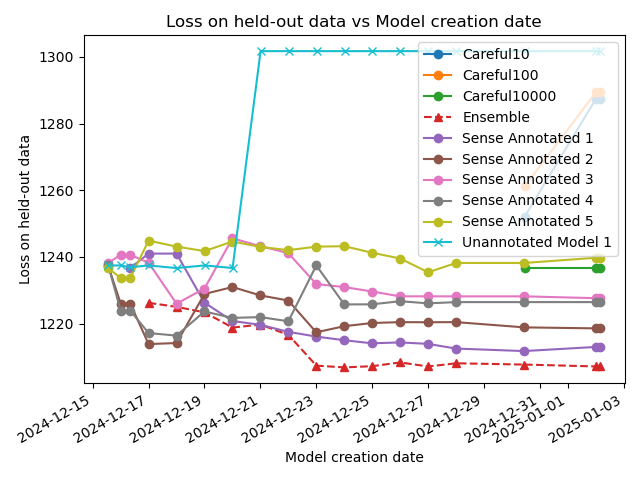 Loss on held-out data vs Model creation date
Loss on held-out data
1300
1280
1260
1240
1220
Careful10
Careful100
Careful10000
Ensemble
Sense Annotated 1
Sense Annotated 2
Sense Annotated 3
Sense Annotated 4
Sense Annotated 5
Unannotated Model 1
2024-12-15
2024-12-17
2024-12-19
2024-12-21
2024-12-23
2024-12-25
2024-12-27
2024-12-29
2024-12-31
2025-01-01
2025-01-03
Model creation date